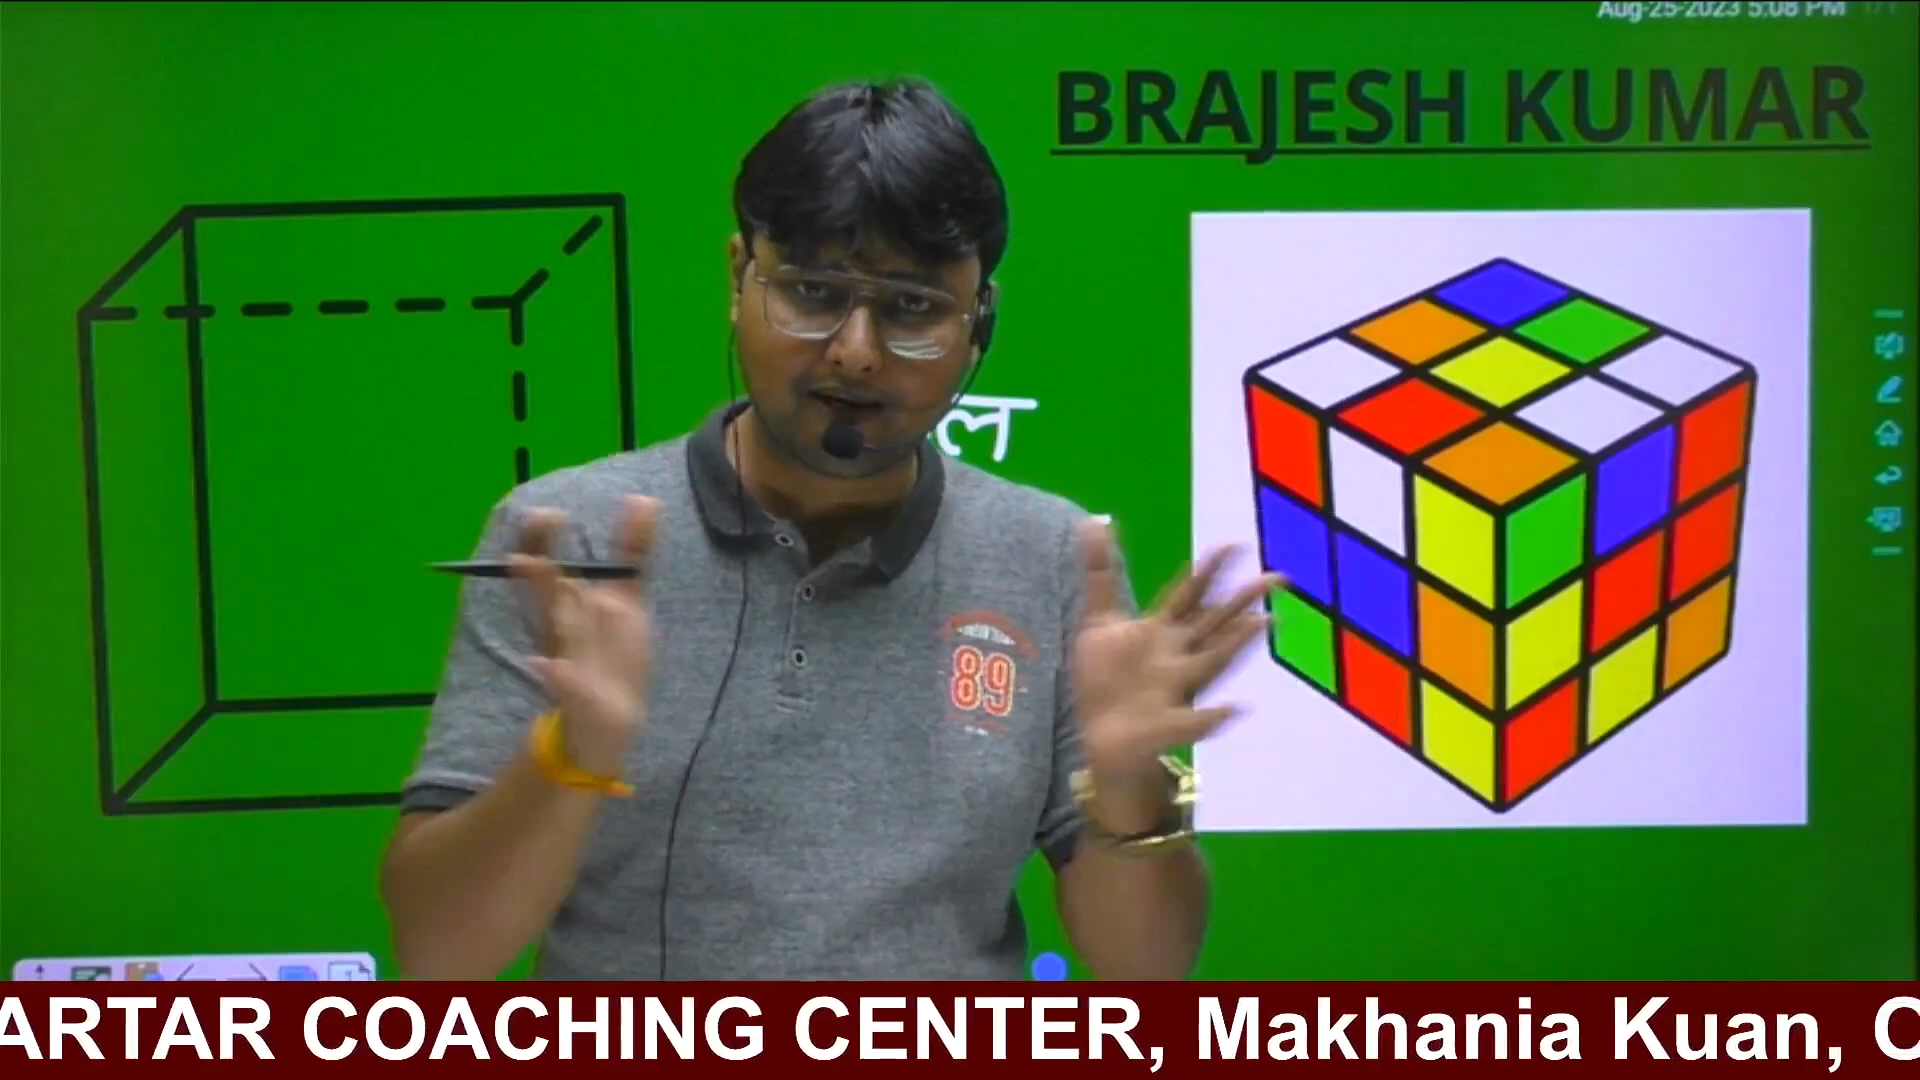 Aug-25-2023 5:08 PM
BRAJESH KUMAR
89
ARTAR COACHING CENTER, Makhania Kuan, C